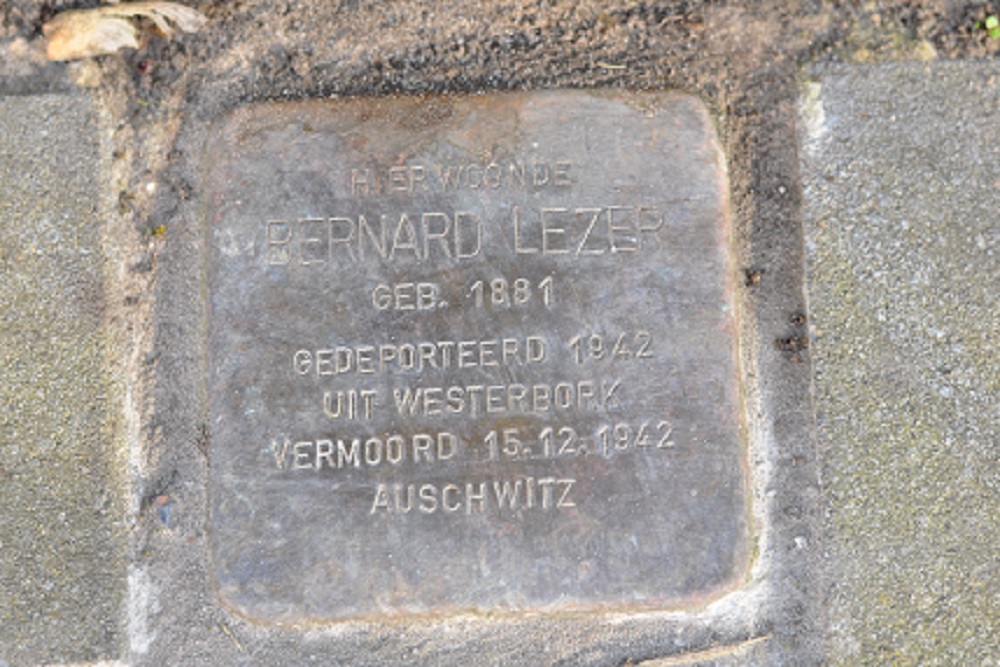 HIER WOONDE
BERNARD LEZER
GEB. 1881
GEDEPORTEERD 1942
UIT WESTERBORK
VERMOORD 15.12.1942
AUSCHWITZ